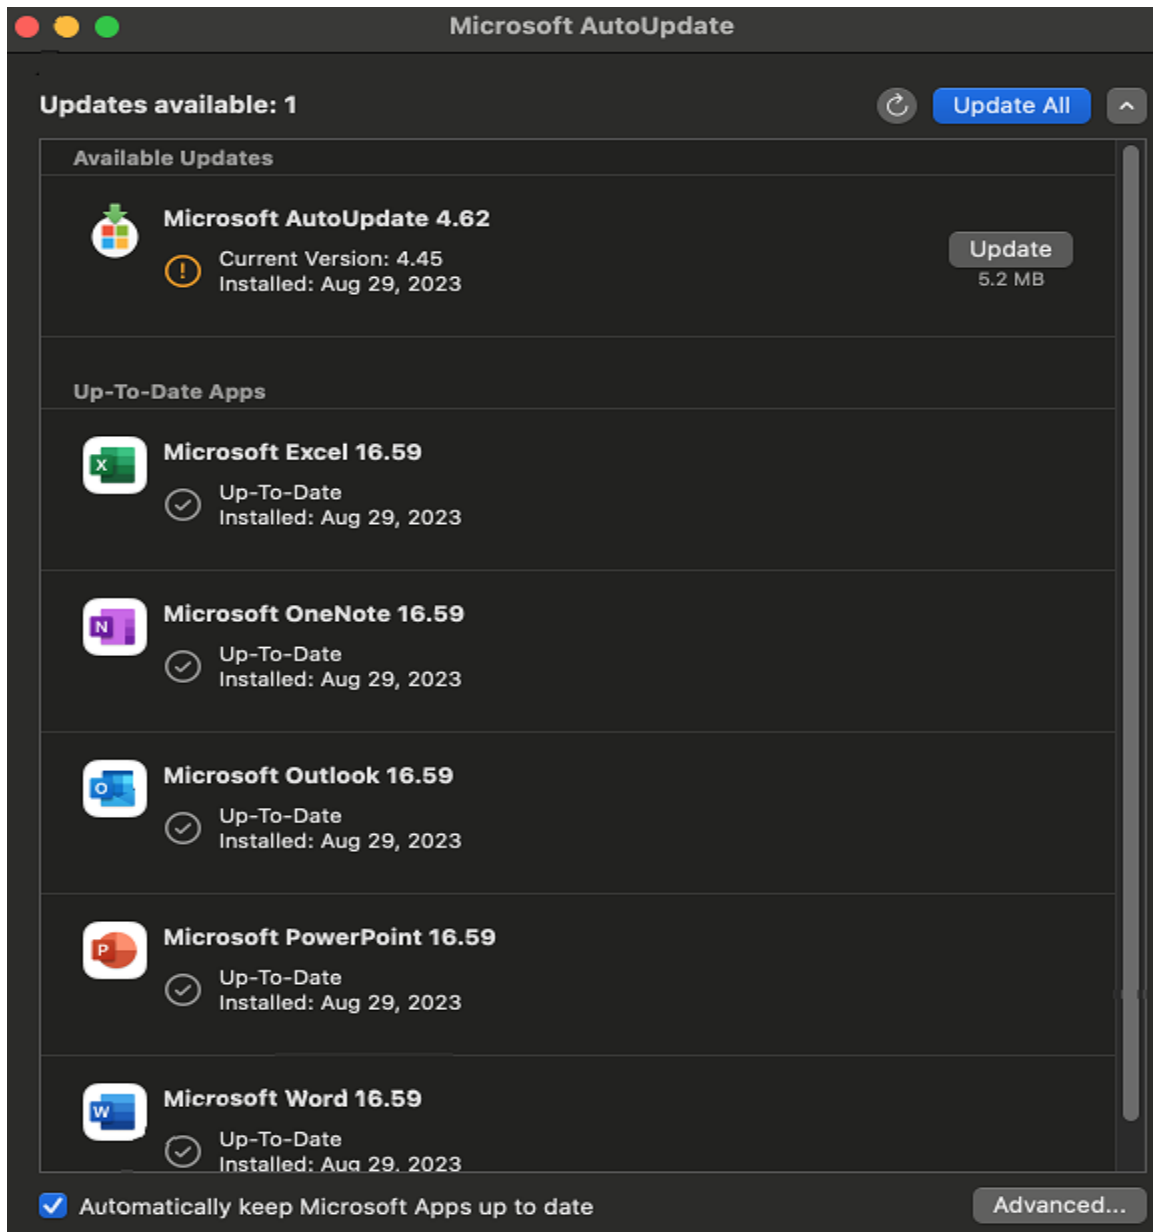 Microsoft AutoUpdate
Updates available: 1
Update All
Available Updates
Microsoft AutoUpdate 4.62
Current Version: 4.45
Installed: Aug 29, 2023
Update
5.2 MB
Up-To-Date Apps
X
Microsoft Excel 16.59
Up-To-Date
Installed: Aug 29, 2023
N
Microsoft OneNote 16.59
Up-To-Date
Installed: Aug 29, 2023
O
Microsoft Outlook 16.59
Up-To-Date
Installed: Aug 29, 2023
P
Microsoft PowerPoint 16.59
Up-To-Date
Installed: Aug 29, 2023
W
Microsoft Word 16.59
Up-To-Date
Installed: Aug 29, 2023
Automatically keep Microsoft Apps up to date
Advanced...